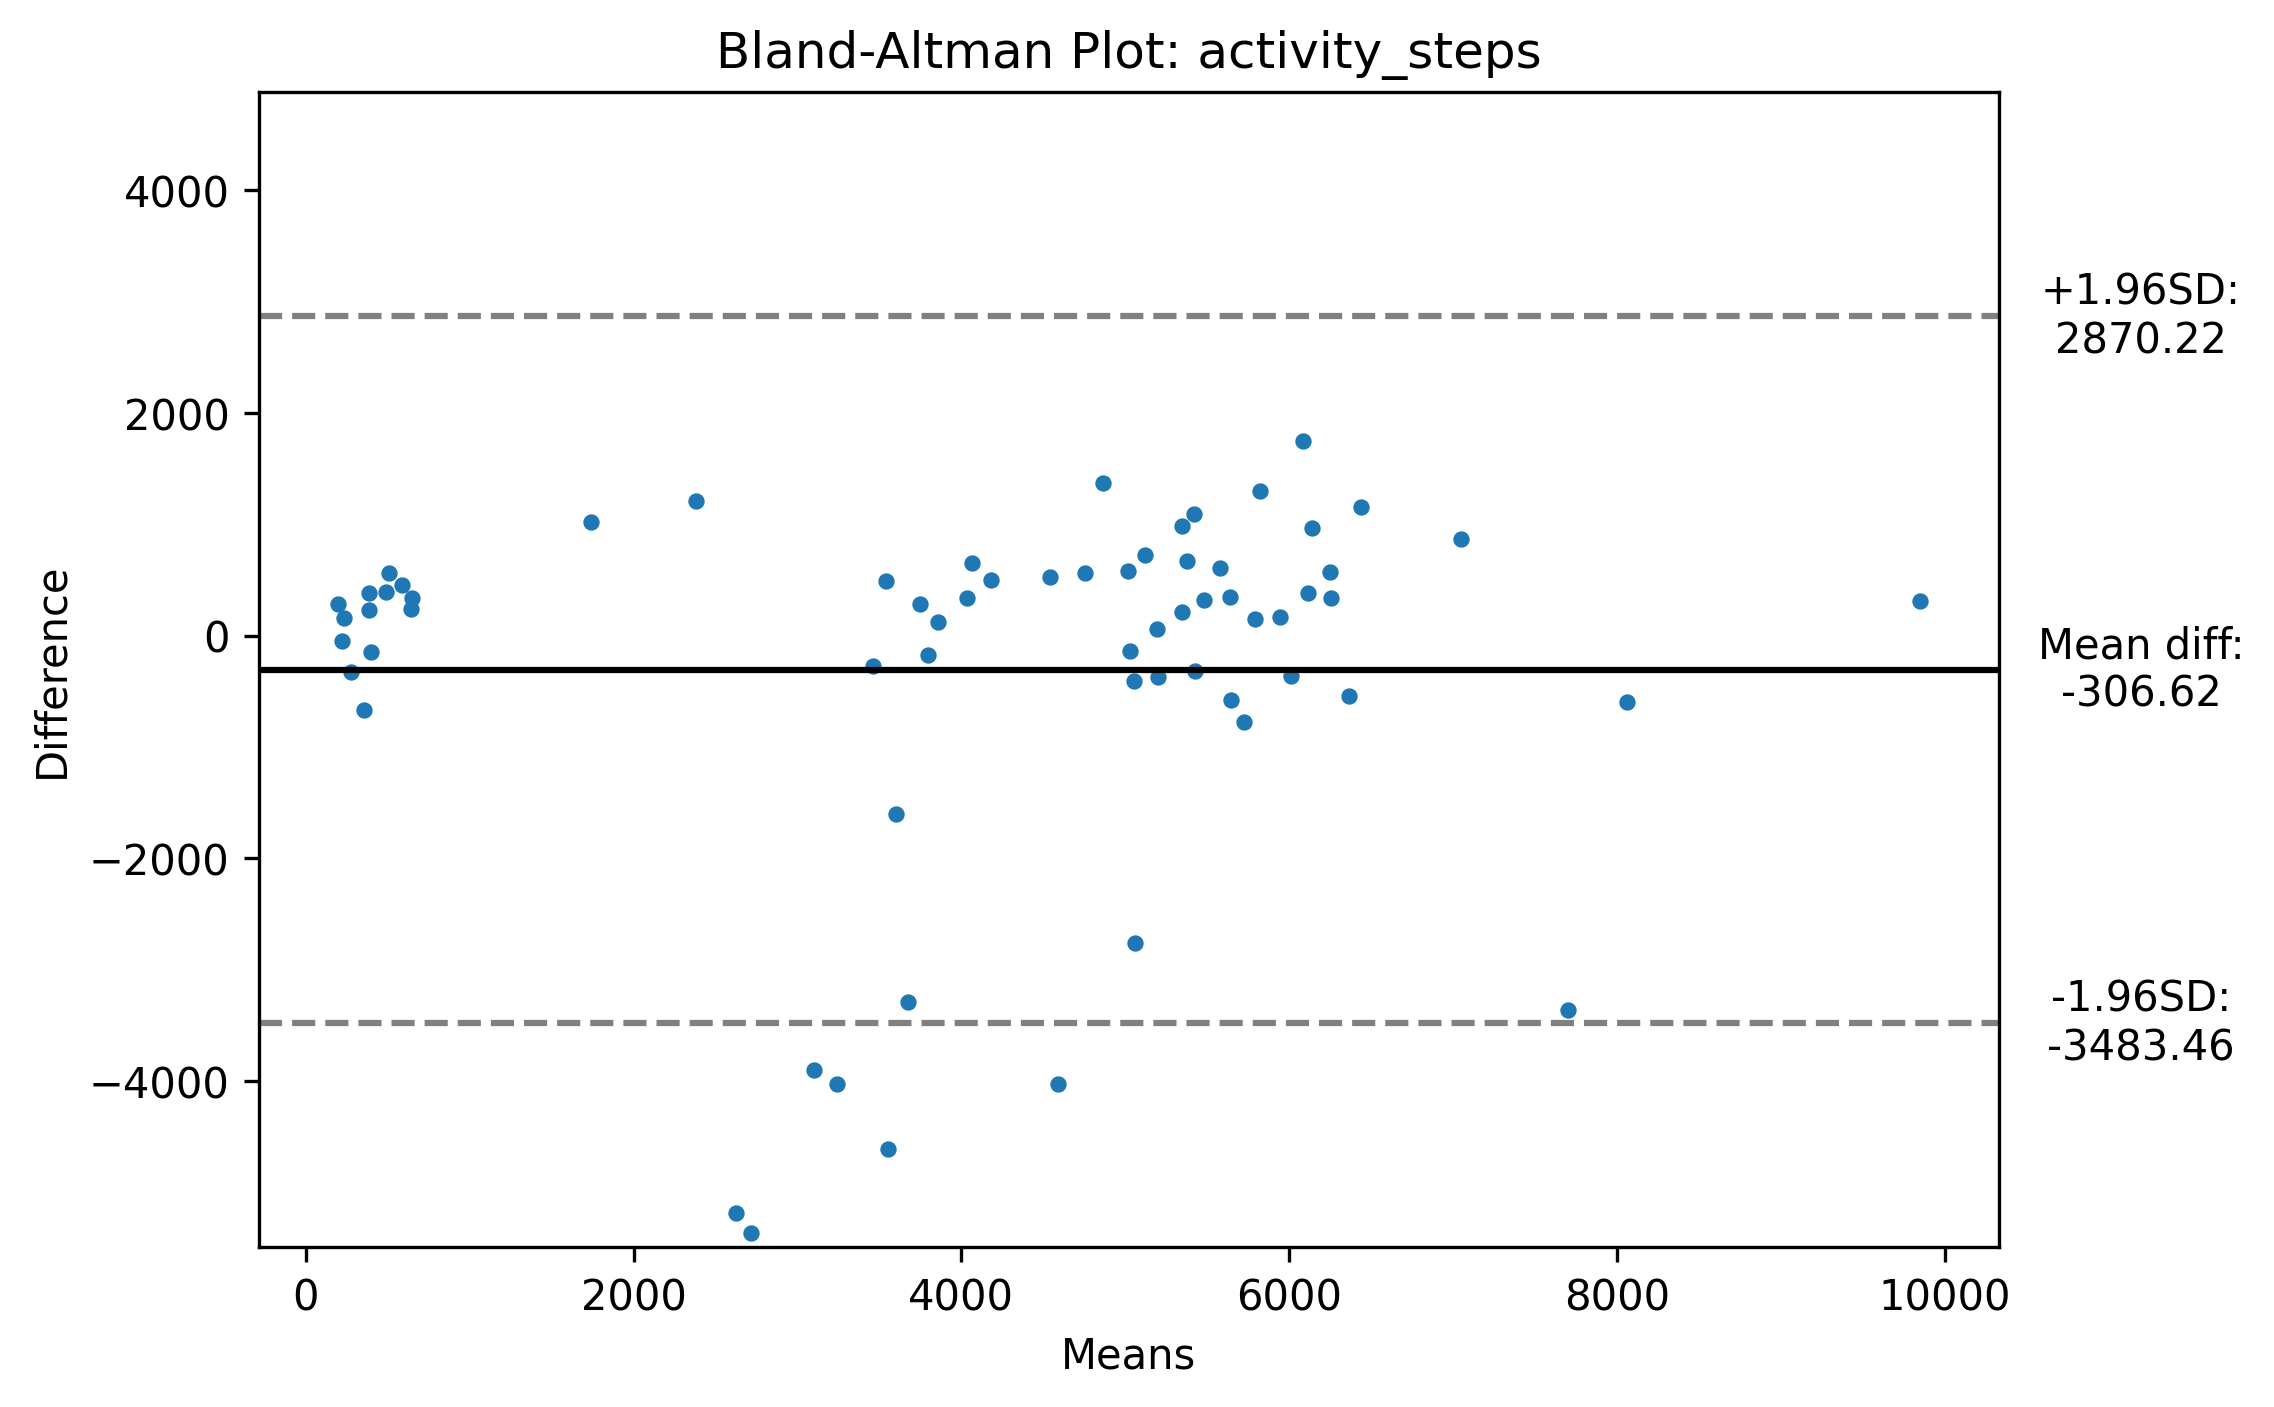 Bland-Altman Plot: activity_steps
4000
2000
0
−2000
−4000
Difference
0
2000
4000
6000
8000
10000
Means
+1.96SD:
2870.22
Mean diff:
-306.62
-1.96SD:
-3483.46